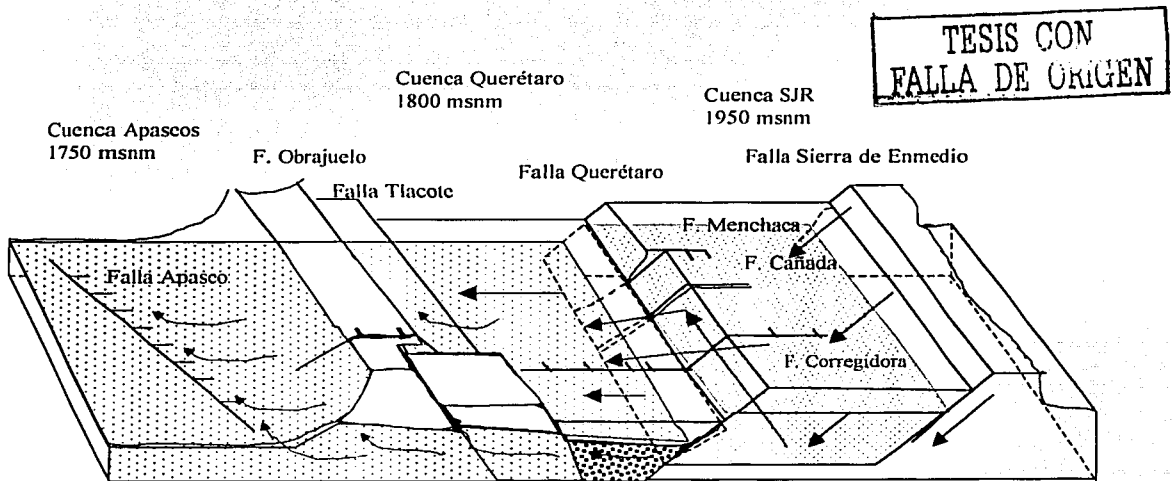 TESIS CON
FALLA DE ORIGEN
Cuenca Querétaro
1800 msnm
Cuenca SJR
1950 msnm
Cuenca Apascos
1750 msnm
F. Obrajuelo
Falla Sierra de Enmedio
Falla Querétaro
Falla Tlacote
F. Menchaca
F. Cañada
Falla Apasco
F. Corregidora